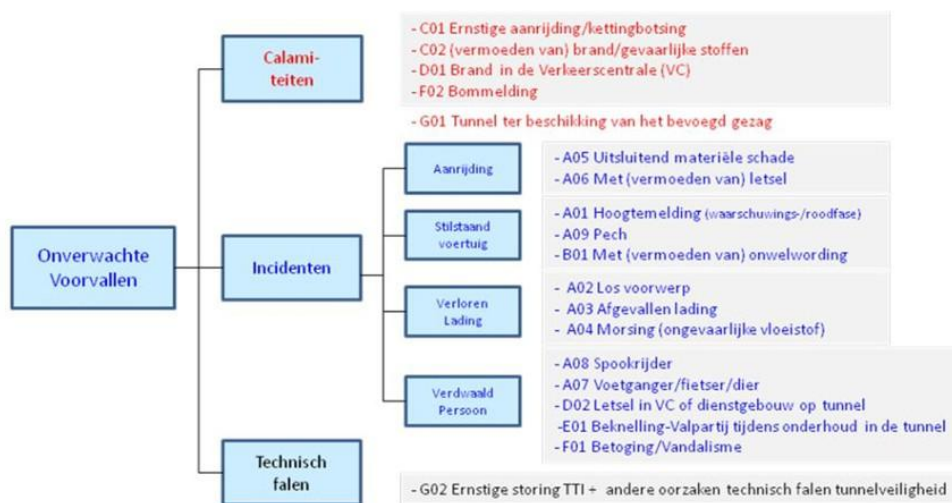 Calami-
teiten
- C01 Ernstige aanrijding/kettingbotsing
- C02 (vermoeden van) brand/gevaarlijke stoffen
- D01 Brand in de Verkeerscentrale (VC)
- F02 Bommelding
- G01 Tunnel ter beschikking van het bevoegd gezag
Onverwachte
Voorvallen
Incidenten
Aanrijding
- A05 Uitsluitend materiële schade
- A06 Met (vermoeden van) letsel
Stilstaand
voertuig
- A01 Hoogtemelding (waarschuwings-/roodfase)
- A09 Pech
- B01 Met (vermoeden van) onwelwording
Verloren
Lading
- A02 Los voorwerp
- A03 Afgevallen lading
- A04 Morsing (ongevaarlijke vloeistof)
Verdwaald
Persoon
- A08 Spookrijder
- A07 Voetganger/fietser/dier
- D02 Letsel in VC of dienstgebouw op tunnel
-E01 Beknelling-Valpartij tijdens onderhoud in de tunnel
- F01 Betoging/Vandalisme
Technisch
falen
- G02 Ernstige storing TTI + andere oorzaken technisch falen tunnelveiligheid